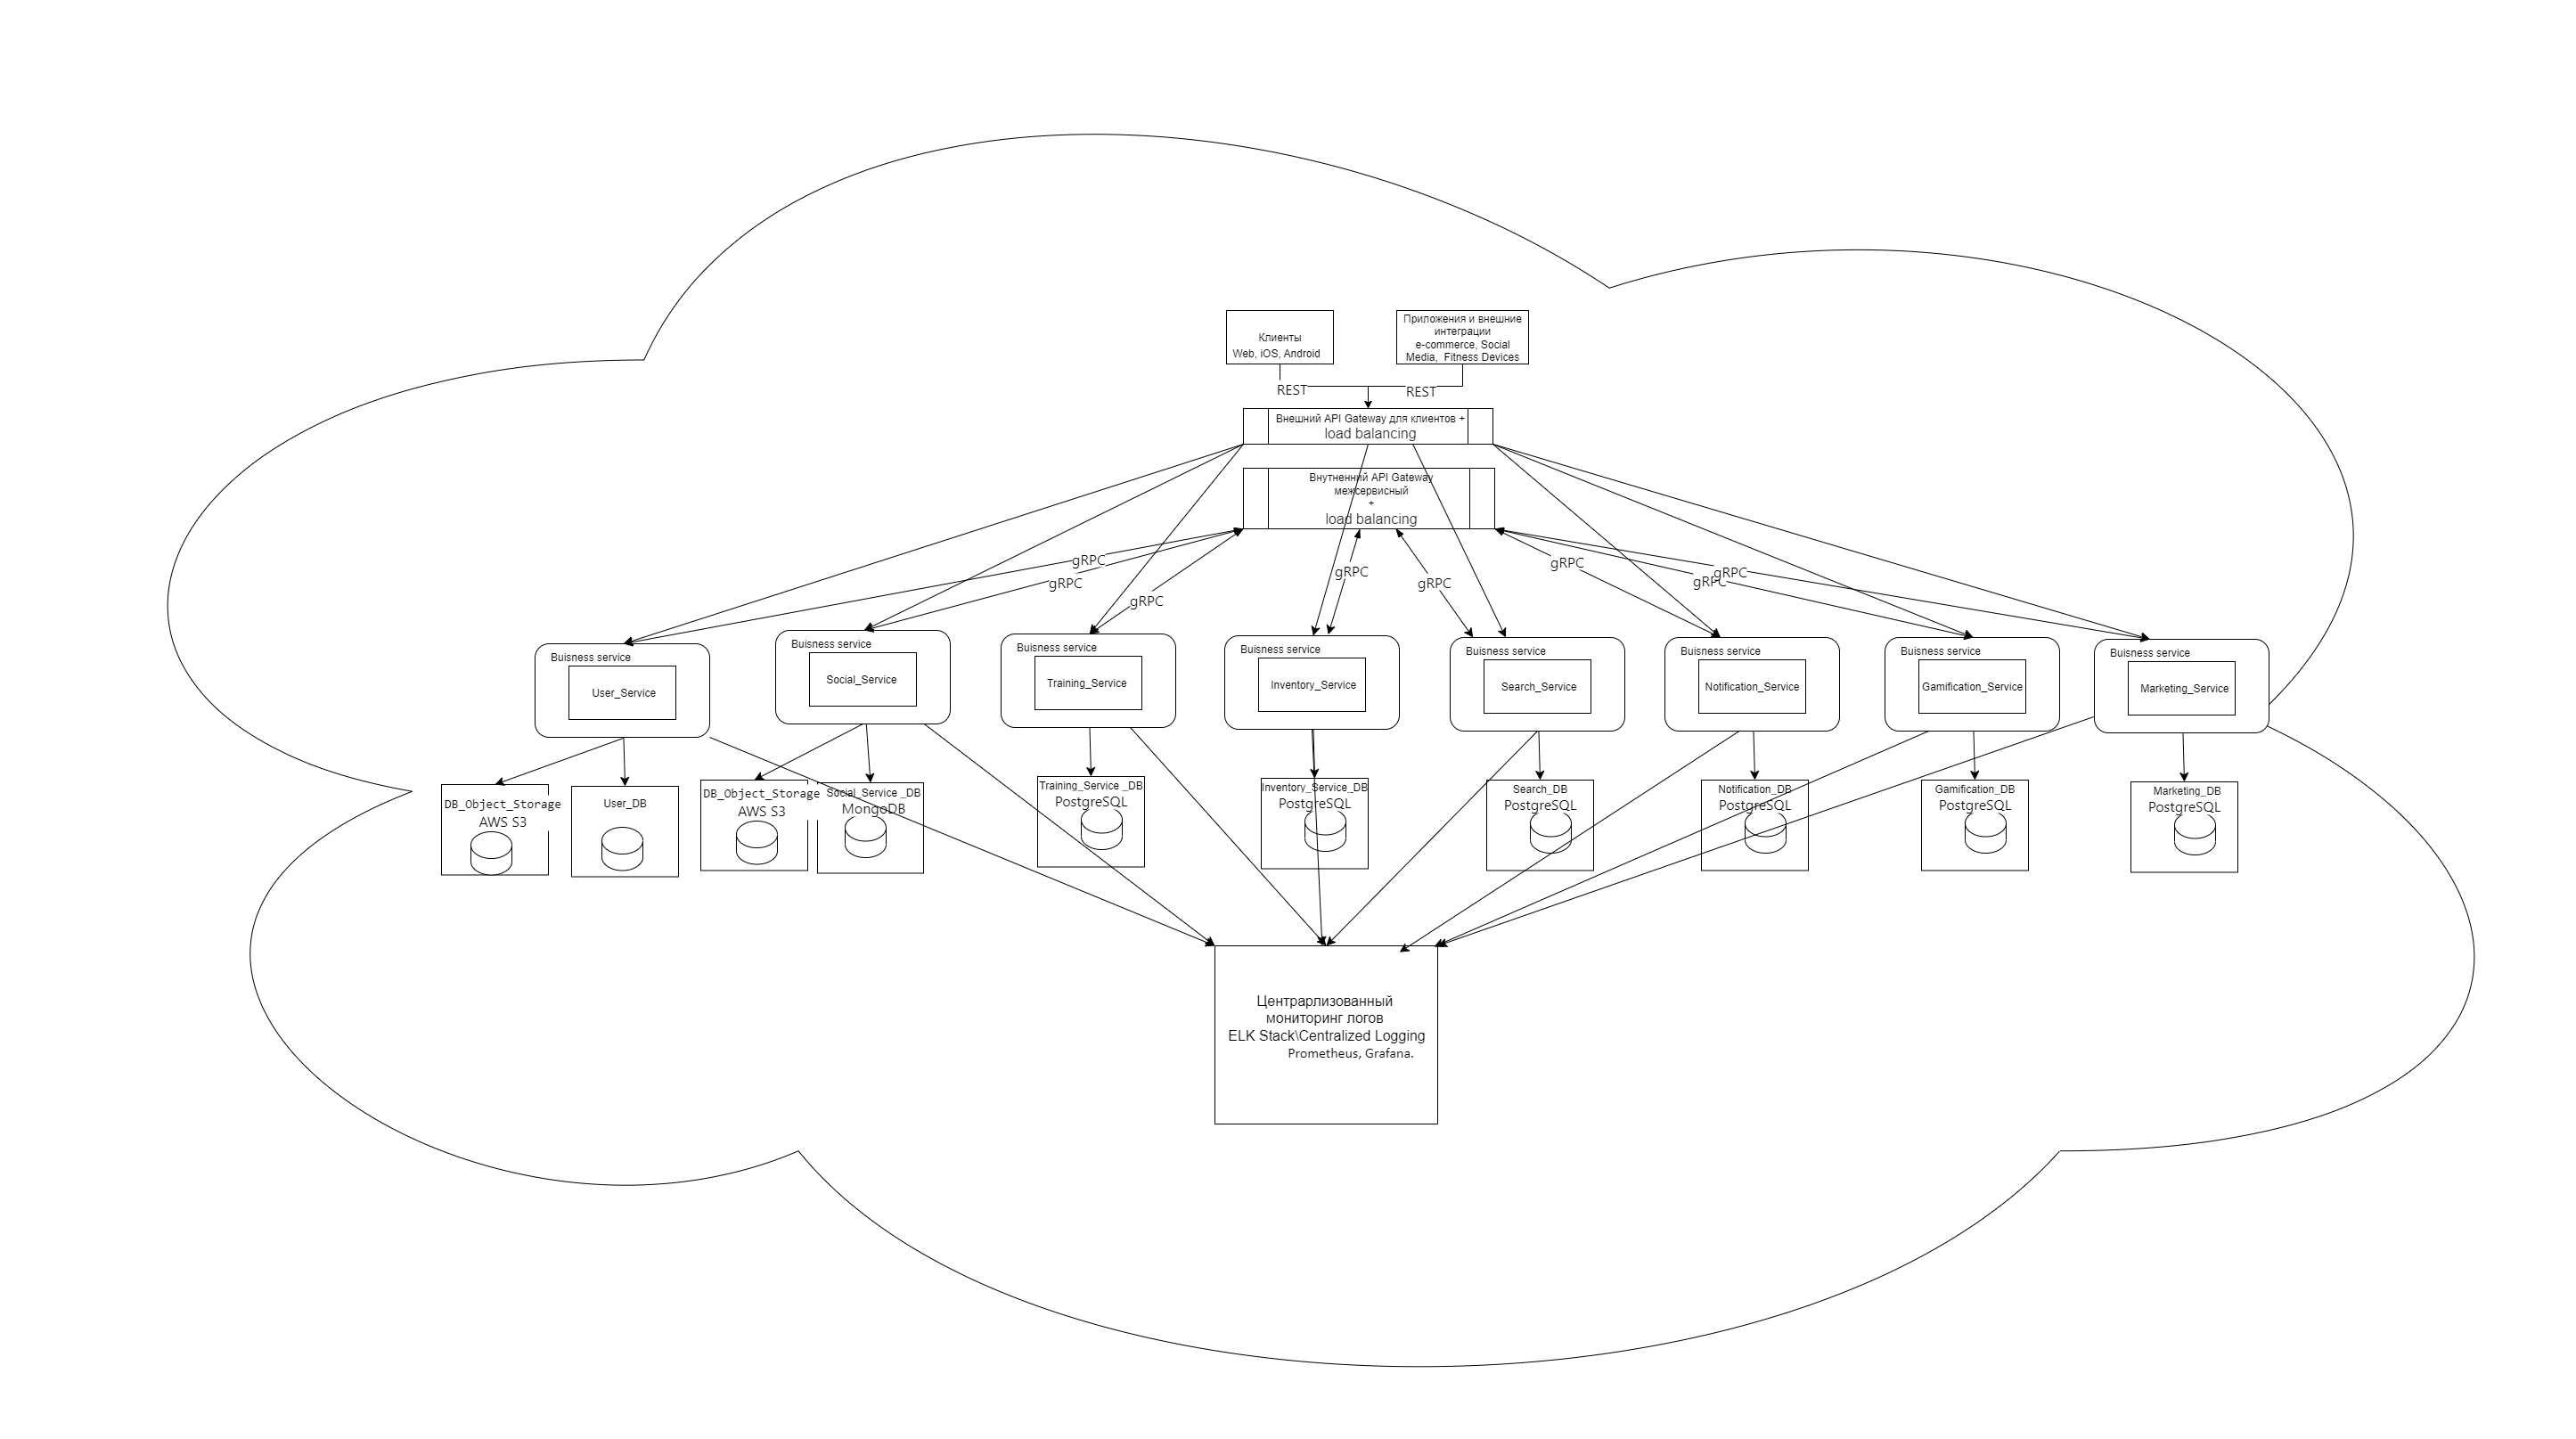 Клиенты
Web, iOS, Android
Приложения и внешние
интеграции
e-commerce, Social
Media, Fitness Devices
REST
REST
Внешний API Gateway для клиентов +
load balancing
Внутненний API Gateway
межсервисный
+
load balancing
gRPC
gRPC
gRPC
gRPC
gRPC
gRPC
gRPC
gRPC
Buisness service
User_Service
Buisness service
Social_Service
Buisness service
Training_Service
Buisness service
Inventory_Service
Buisness service
Search_Service
Buisness service
Notification_Service
Buisness service
Gamification_Service
Buisness service
Marketing_Service
DB_Object_Storage
AWS S3
User_DB
DB_Object_Storage
AWS S3
Social_Service _DB
MongoDB
Training_Service _DB
PostgreSQL
Inventory_Service_DB
PostgreSQL
Search_DB
PostgreSQL
Notification_DB
PostgreSQL
Gamification_DB
PostgreSQL
Marketing_DB
PostgreSQL
Центрарлизованный
мониторинг логов
ELK Stack\Centralized Logging
Prometheus, Grafana.